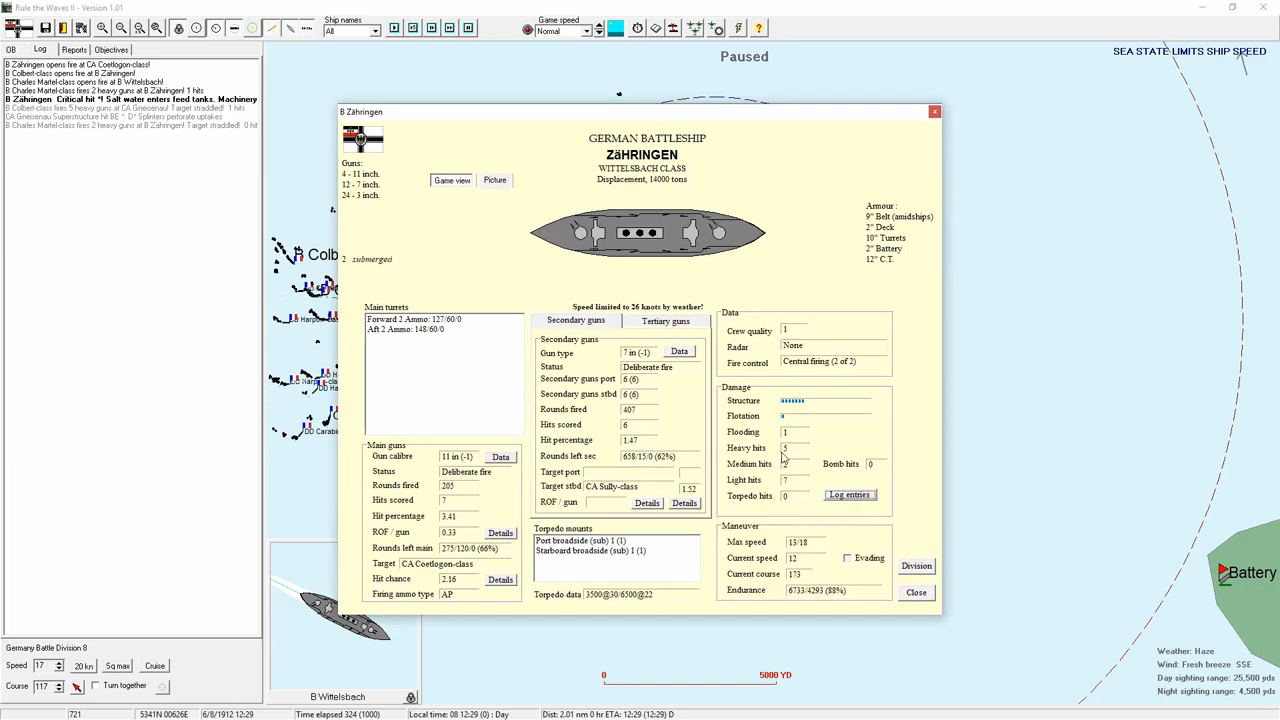 Rule the Waves II - Version 1.01
Ship names
All
Game speed
Normal
OB
Log
Reports
Objectives
B Zähringen opens fire at CA Coetlogon-class!
B Colbert-class opens fire at B Zähringen!
B Charles Martel-class opens fire at B Wittelsbach!
B Charles Martel-class fires 2 heavy guns at B Zähringen! 1 hits
B Zähringen Critical hit *! Salt water enters feed tanks. Machinery
B Colbert-class fires 5 heavy guns at CA Gneisenau! Target straddled! 1 hits
CA Gneisenau Superstructure hit BE *. D* Splinters perforate uptakes
B Charles Martel-class fires 2 heavy guns at B Zähringen! Target straddled! 0 hit
Paused
SEA STATE LIMITS SHIP SPEED
B Colb
DD Carabin
Battery
B Zähringen
GERMAN BATTLESHIP
ZäHRINGEN
WITTELSBACH CLASS
Displacement, 14000 tons
Guns:
4 - 11 inch.
12 - 7 inch.
24 - 3 inch.
Game view
Picture
Armour :
9" Belt (amidships)
2" Deck
10" Turrets
2" Battery
12" C.T.
2 submerged
Speed limited to 26 knots by weather!
Main turrets
Forward 2 Ammo: 127/60/0
Aft 2 Ammo: 148/60/0
Main guns
Gun calibre 11 in (-1) Data
Status Deliberate fire
Rounds fired 205
Hits scored 7
Hit percentage 3.41
ROF / gun 0.33 Details
Rounds left main 275/120/0 (66%)
Target CA Coetlogon-class
Hit chance 2.16 Details
Firing ammo type AP
Secondary guns
Tertiary guns
Secondary guns
Gun type 7 in (-1) Data
Status Deliberate fire
Secondary guns port 6 (6)
Secondary guns stbd 6 (6)
Rounds fired 407
Hits scored 6
Hit percentage 1.47
Rounds left sec 658/15/0 (62%)
Target port
Target stbd CA Sully-class 1.52
ROF / gun Details Details
Torpedo mounts
Port broadside (sub) 1 (1)
Starboard broadside (sub) 1 (1)
Torpedo data 3500@30/6500@22
Data
Crew quality 1
Radar None
Fire control Central firing (2 of 2)
Damage
Structure
Flotation
Flooding 1
Heavy hits 5
Medium hits 2 Bomb hits 0
Light hits 7
Torpedo hits 0 Log entries
Maneuver
Max speed 13/18
Current speed 12 Evading
Current course 173
Endurance 6733/4293 (88%)
Division
Close
Germany Battle Division 8
Speed 17 20 kn Sq max Cruise
Course 117 Turn together
B Wittelsbach
0 5000 YD
Weather: Haze
Wind: Fresh breeze SSE
Day sighting range: 25,500 yds
Night sighting range: 4,500 yds
721
5341N 00626E
6/8/1912 12:29
Time elapsed 324 (1000)
Local time: 08 12:29 (0) : Day
Dist: 2.01 nm 0 hr ETA: 12:29 (12:29) D